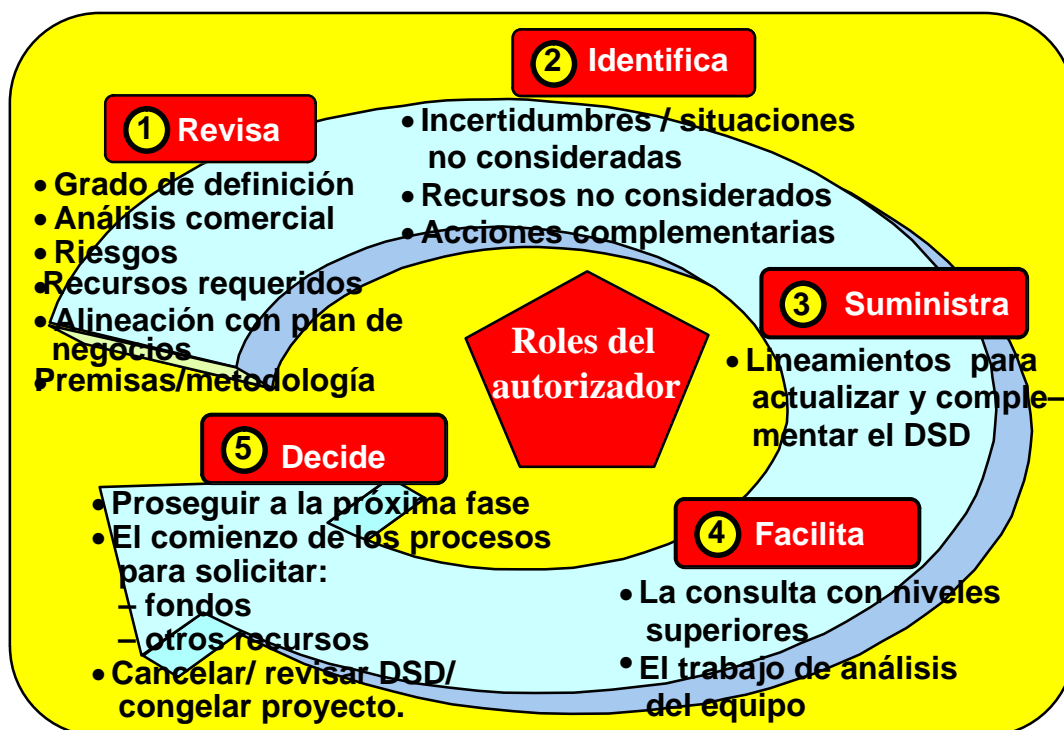 1 Revisa
• Grado de definición
• Análisis comercial
• Riesgos
• Recursos requeridos
• Alineación con plan de
negocios
• Premisas/metodología
2 Identifica
• Incertidumbres / situaciones
no consideradas
• Recursos no considerados
• Acciones complementarias
3 Suministra
• Lineamientos para
actualizar y comple–
mentar el DSD
4 Facilita
• La consulta con niveles
superiores
• El trabajo de análisis
del equipo
5 Decide
• Proseguir a la próxima fase
• El comienzo de los procesos
para solicitar:
– fondos
– otros recursos
• Cancelar/ revisar DSD/
congelar proyecto.
Roles del
autorizador